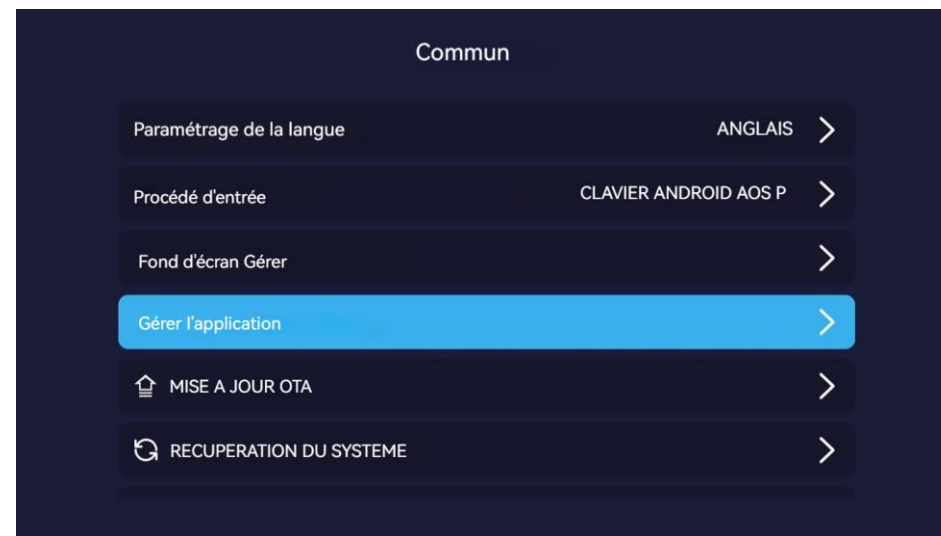 Commun
Paramétrage de la langue ANGLAIS
Procédé d'entrée CLAVIER ANDROID AOS P
Fond d'écran Gérer
Gérer l'application
MISE A JOUR OTA
RECUPERATION DU SYSTEME